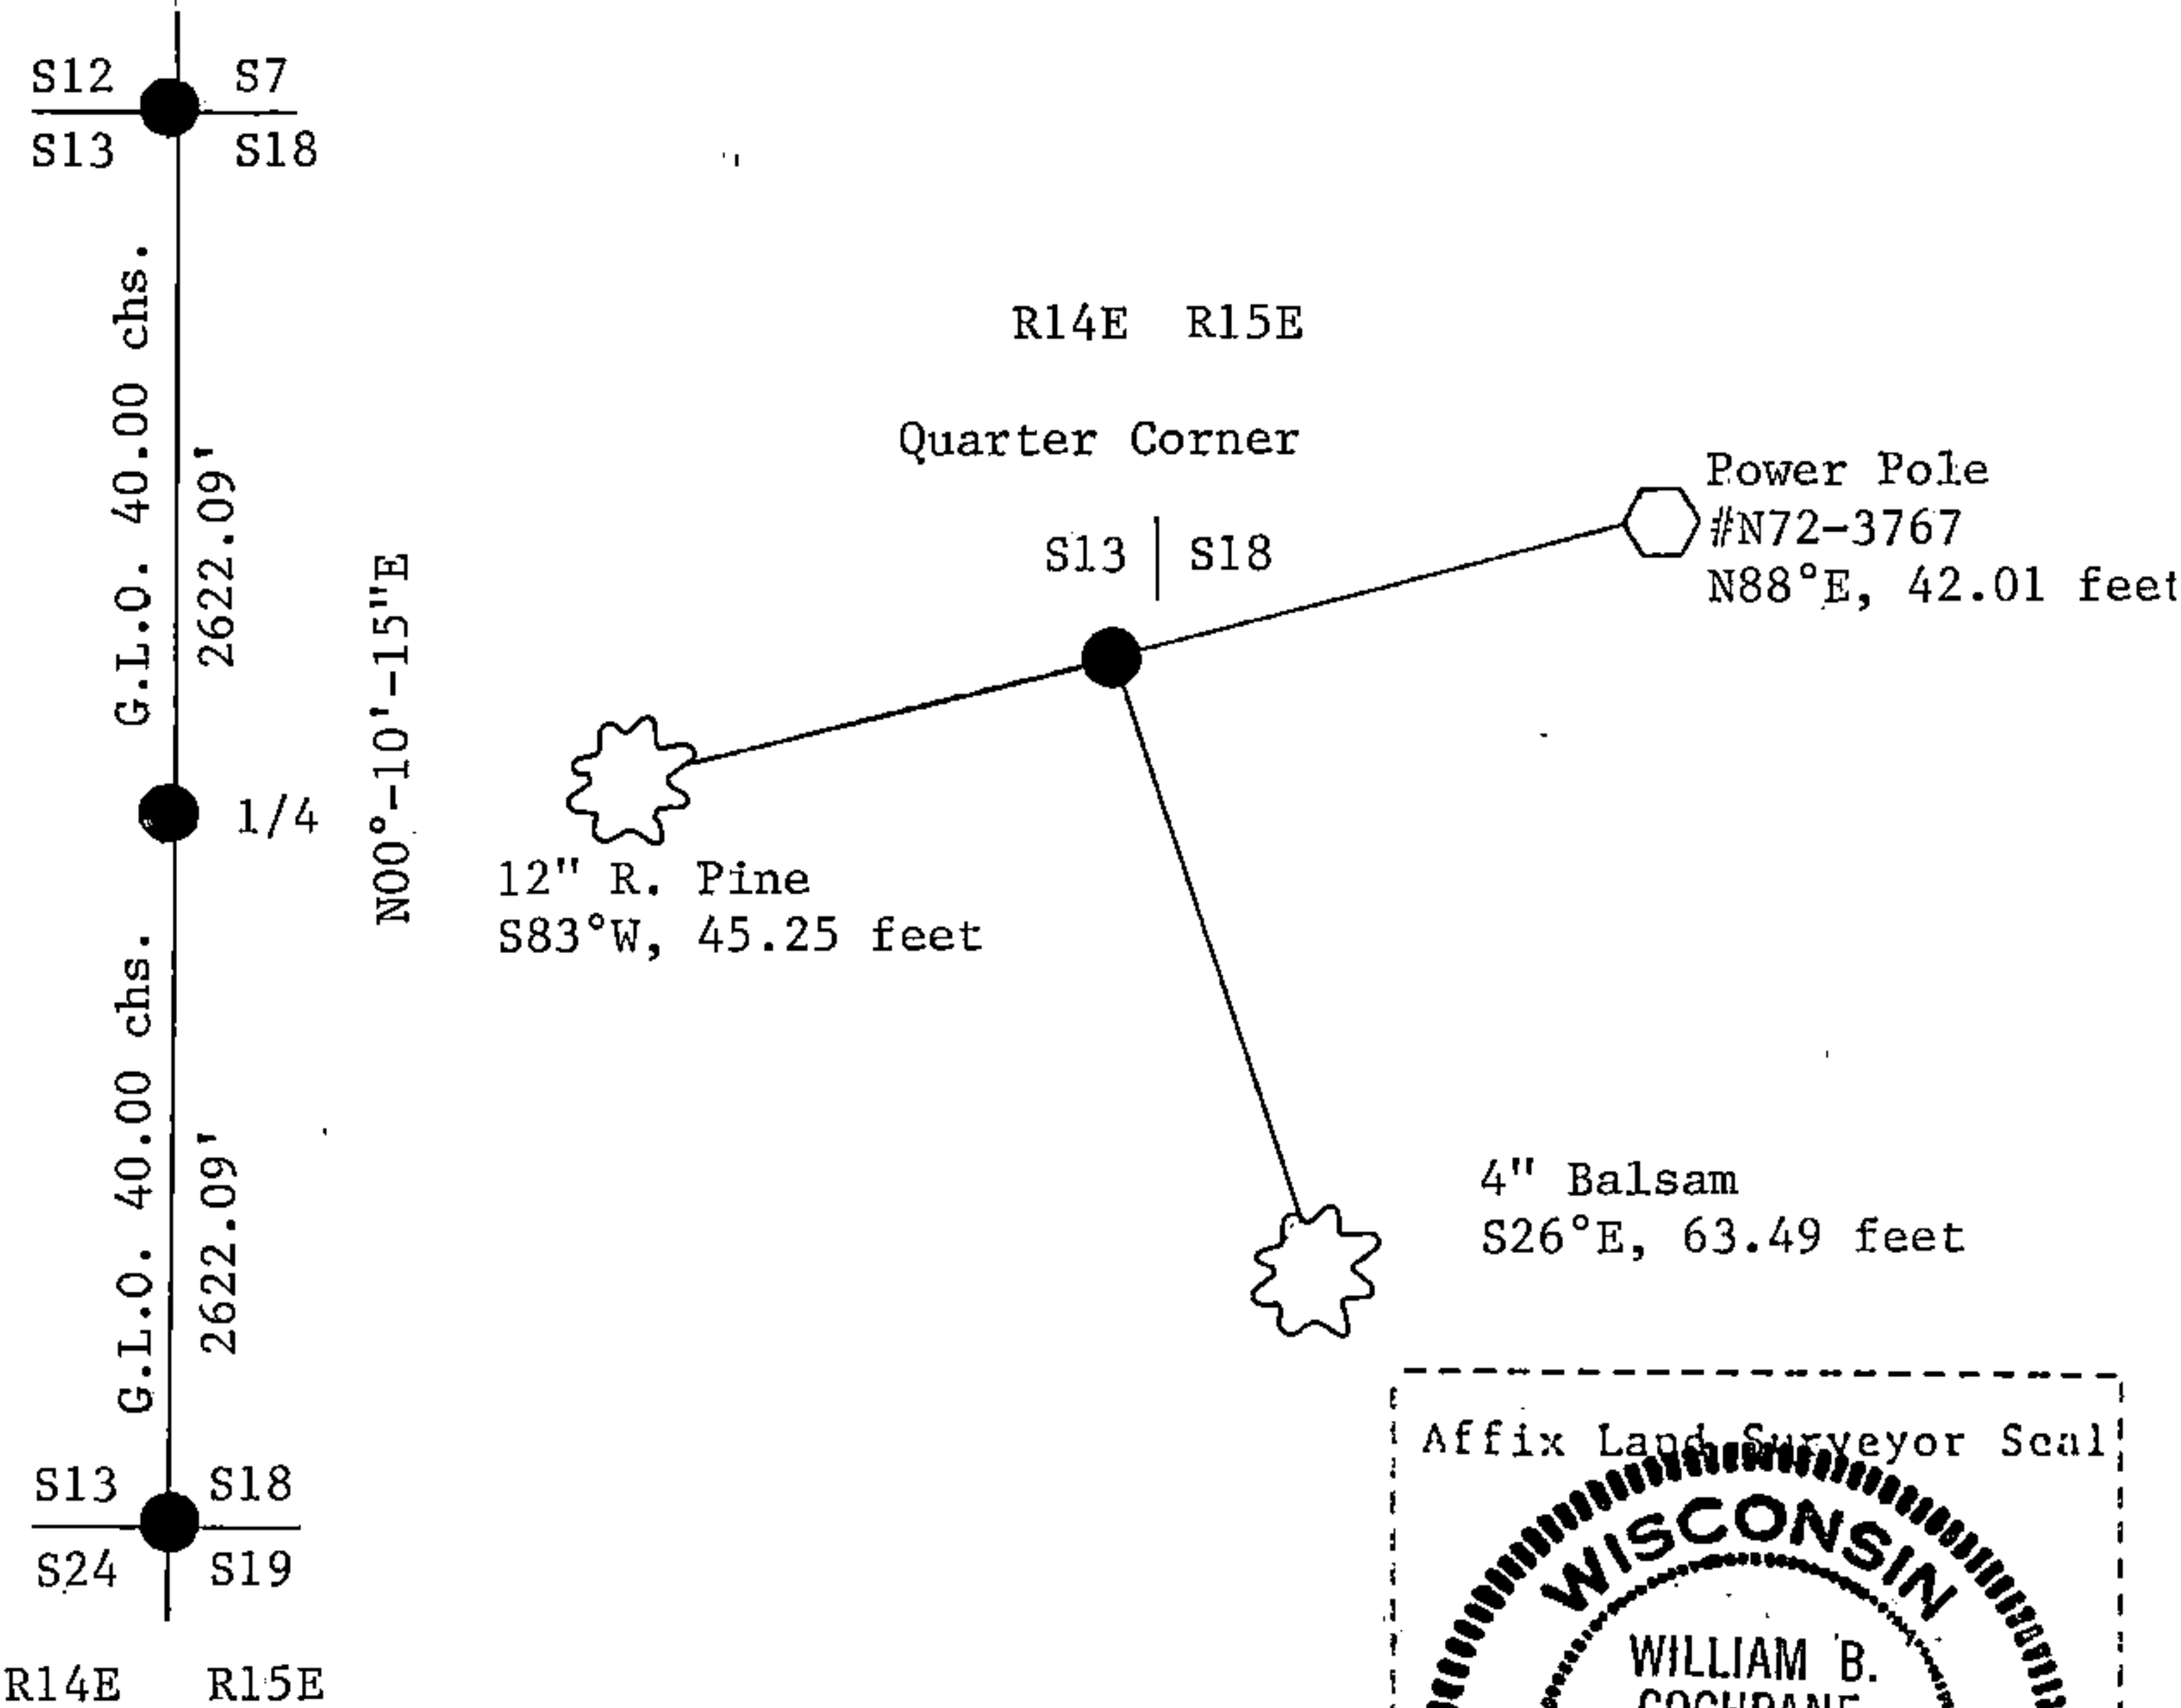 S12 S7
S13 S18
G.L.O. 40.00 chs.
2622.09'
N00°-10'-15"E
1/4
G.L.O. 40.00 chs.
2622.09'
S13 S18
S24 S19
R14E R15E
R14E R15E
Quarter Corner
S13 S18
Power Pole
#N72-3767
N88°E, 42.01 feet
12" R. Pine
S83°W, 45.25 feet
4" Balsam
S26°E, 63.49 feet
Affix Land Surveyor Seal
WISCONSIN
WILLIAM B.
COCHRANE